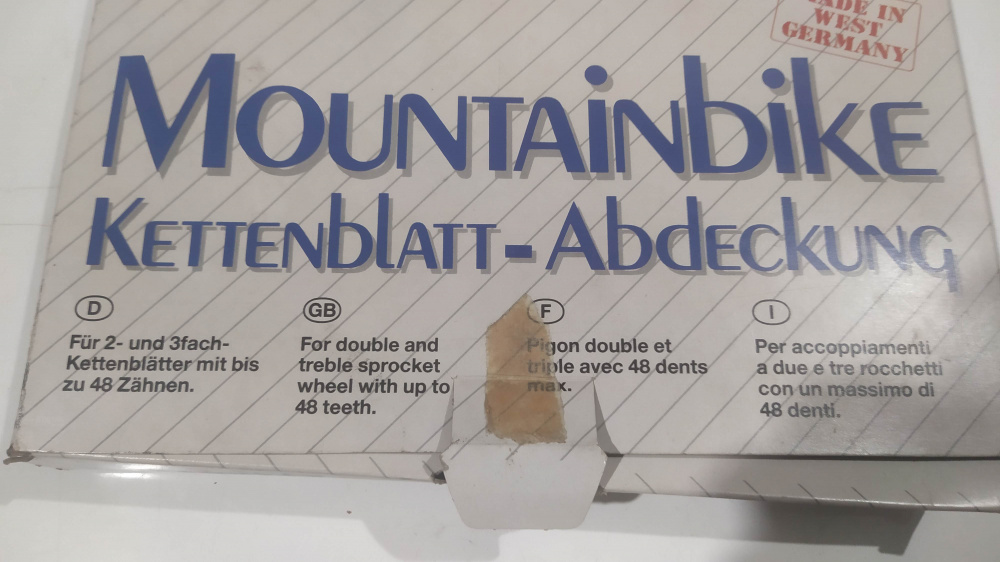 MADE IN
WEST
GERMANY
Mountainbike
Kettenblatt-Abdeckung
D
Für 2- und 3fach-
Kettenblätter mit bis
zu 48 Zähnen.
GB
For double and
treble sprocket
wheel with up to
48 teeth.
F
Pigon double et
triple avec 48 dents
max.
I
Per accoppiamenti
a due e tre rocchetti
con un massimo di
48 denti.